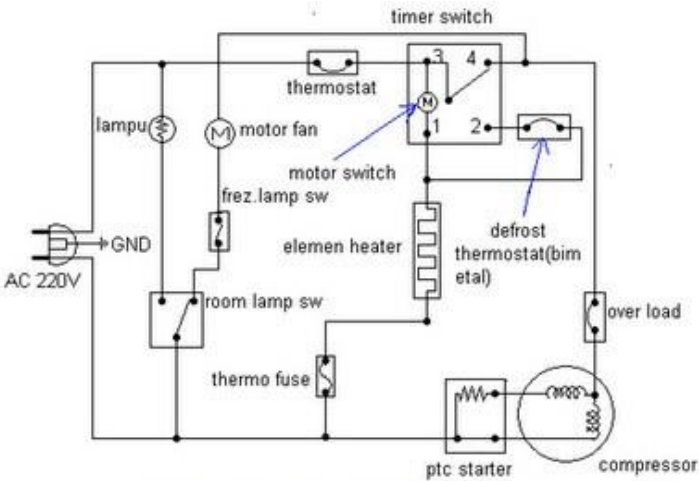 timer switch
3 4
thermostat
lampu
M
motor fan
M
1
2
motor switch
frez.lamp sw
GND
elemen heater
defrost
thermostat(bim
etal)
AC 220V
room lamp sw
over load
thermo fuse
ptc starter
compressor